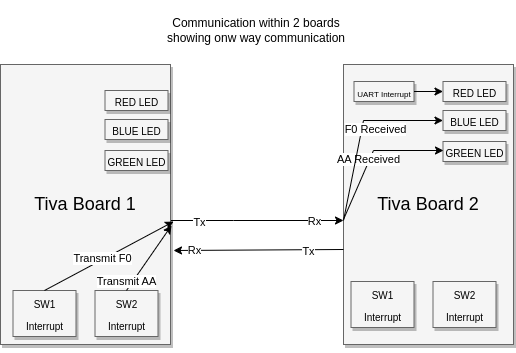 Communication within 2 boards
showing onw way communication
RED LED
BLUE LED
GREEN LED
Tiva Board 1
Transmit F0
Transmit AA
SW1
Interrupt
SW2
Interrupt
Tx
Rx
Rx
Tx
UART Interrupt
RED LED
F0 Received
BLUE LED
AA Received
GREEN LED
Tiva Board 2
SW1
Interrupt
SW2
Interrupt